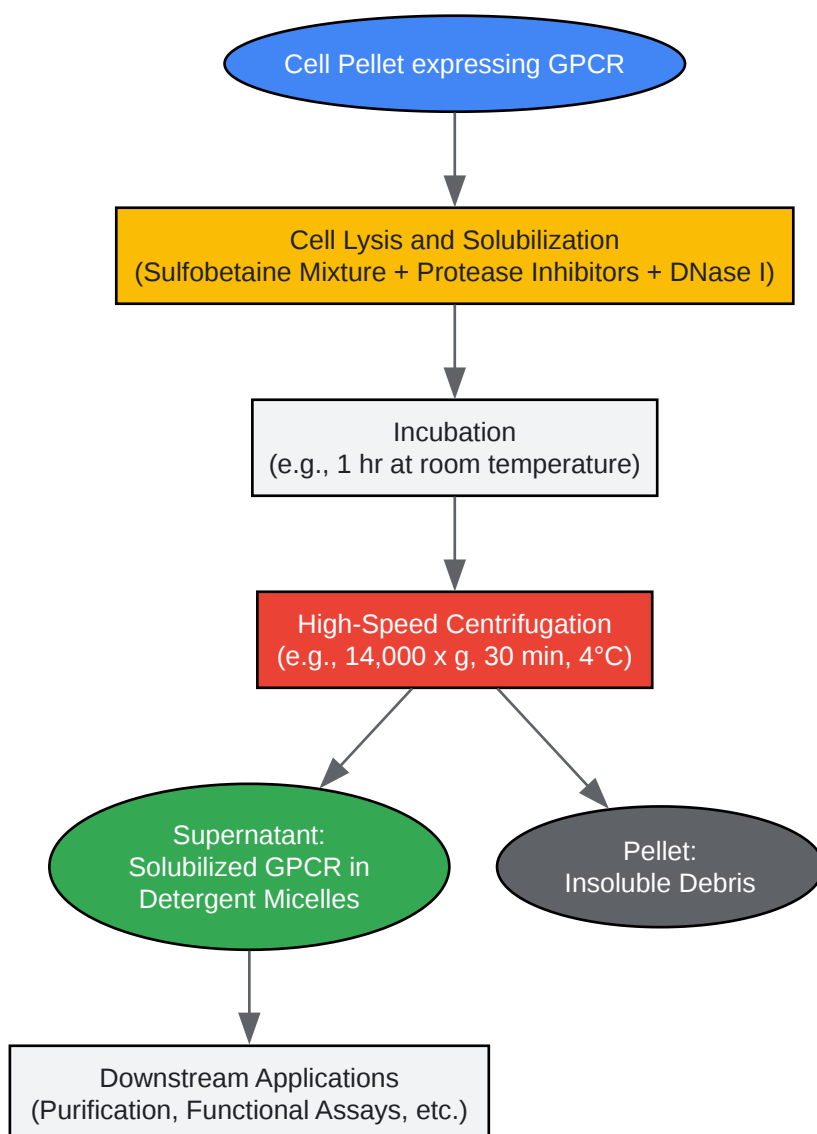 Cell Pellet expressing GPCR
Cell Lysis and Solubilization
(Sulfobetaine Mixture + Protease Inhibitors + DNase I)
Incubation
(e.g., 1 hr at room temperature)
High-Speed Centrifugation
(e.g., 14,000 x g, 30 min, 4°C)
Supernatant:
Solubilized GPCR in
Detergent Micelles
Pellet:
Insoluble Debris
Downstream Applications
(Purification, Functional Assays, etc.)